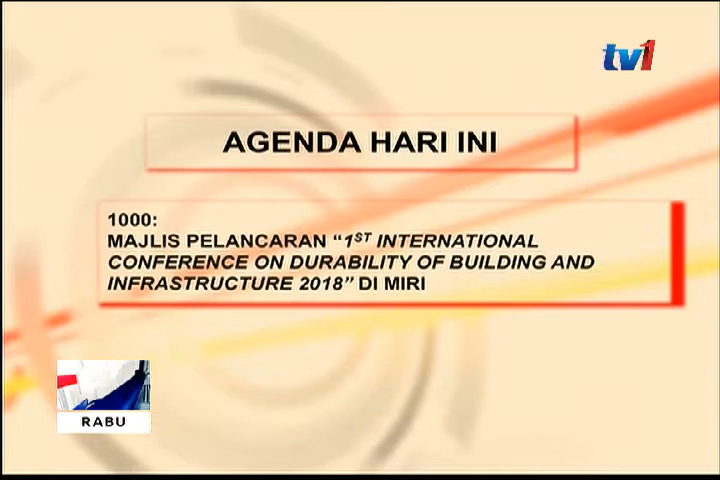 tv1
AGENDA HARI INI
1000:
MAJLIS PELANCARAN “1ST INTERNATIONAL
CONFERENCE ON DURABILITY OF BUILDING AND
INFRASTRUCTURE 2018” DI MIRI
RABU